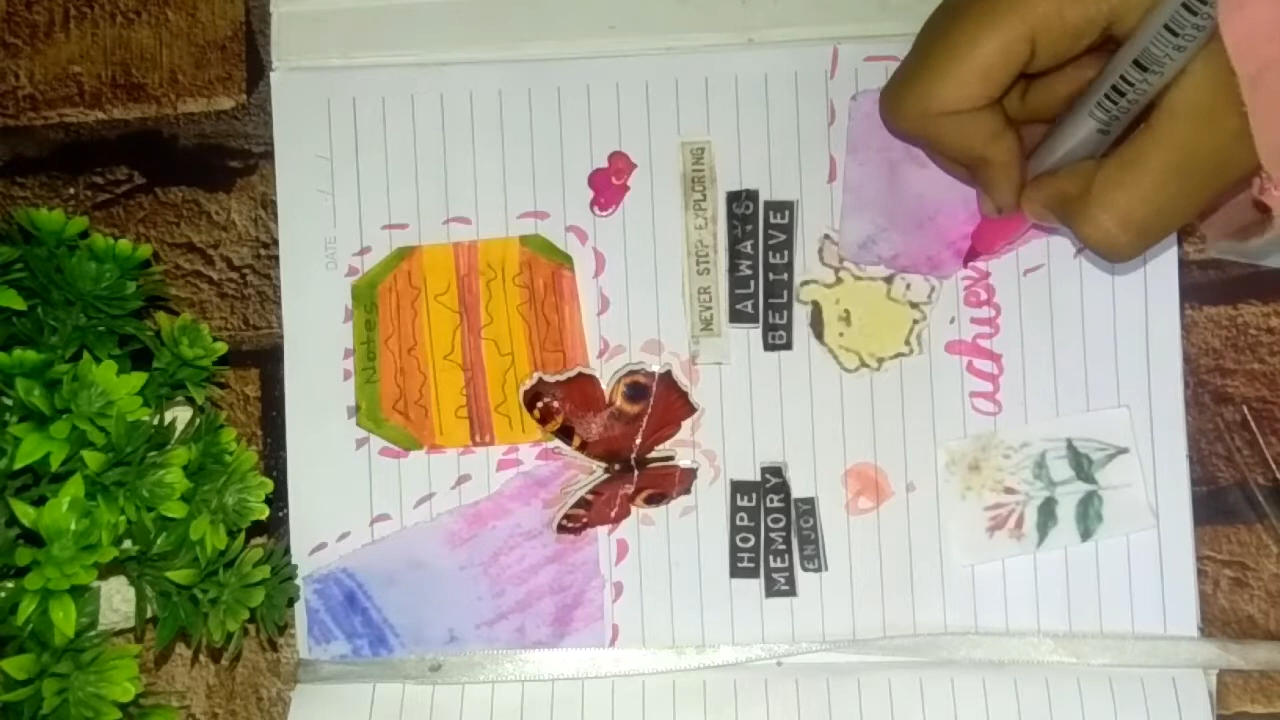 DATE / /
Notes
NEVER STOP EXPLORING
ALWAYS
BELIEVE
HOPE
MEMORY
ENJOY
achiev